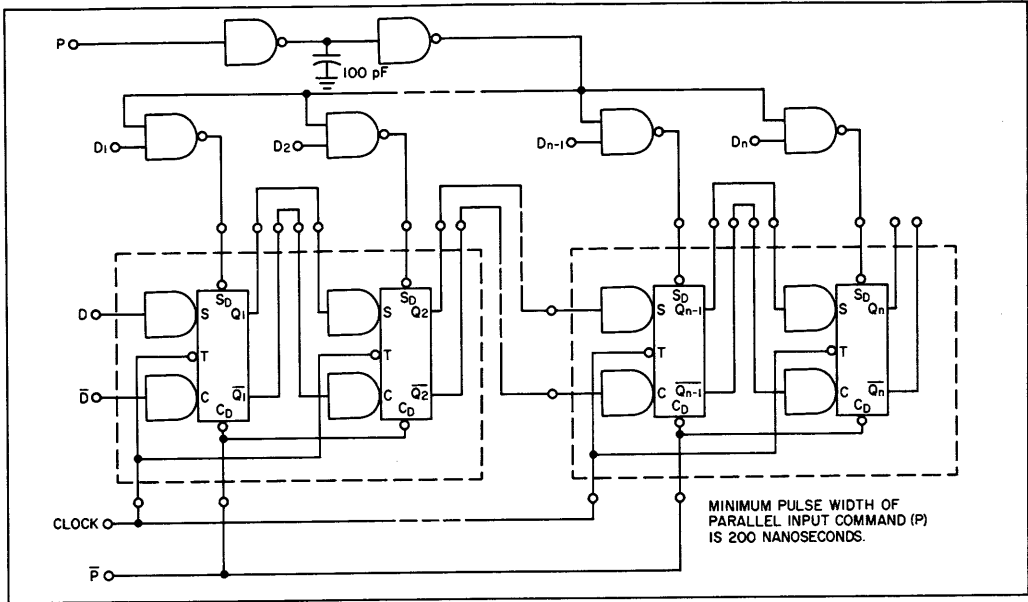 P
100 pF
D1
D2
Dn-1
Dn
SD
SD
SD
SD
D
S
Q1
S
Q2
S
Qn-1
S
Qn
T
T
T
T
D̅
C
Q̅1̅
C
Q̅2̅
C
Q̅n̅-̅1̅
C
Q̅n̅
CD
CD
CD
CD
CLOCK
P̅
MINIMUM PULSE WIDTH OF
PARALLEL INPUT COMMAND (P)
IS 200 NANOSECONDS.